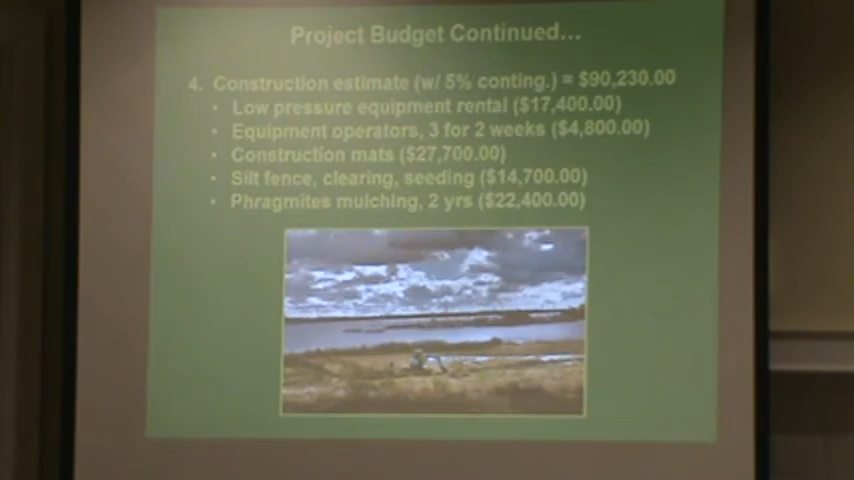 Project Budget Continued...
4. Construction estimate (w/ 5% conting.) = $90,230.00
• Low pressure equipment rental ($17,400.00)
• Equipment operators, 3 for 2 weeks ($4,800.00)
• Construction mats ($27,700.00)
• Silt fence, clearing, seeding ($14,700.00)
• Phragmites mulching, 2 yrs ($22,400.00)